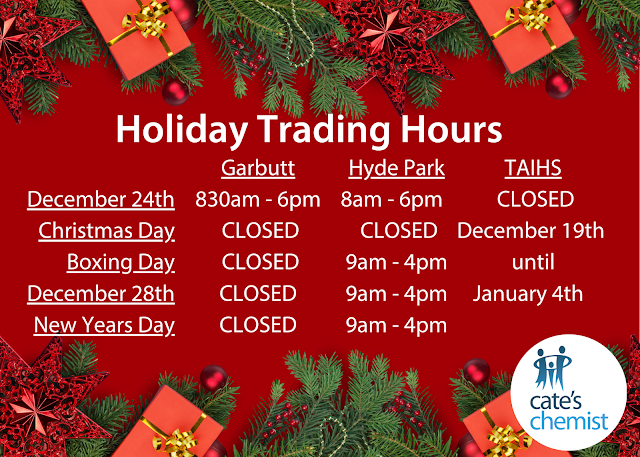 Holiday Trading Hours
Garbutt Hyde Park TAIHS
December 24th 830am - 6pm 8am - 6pm CLOSED
Christmas Day CLOSED CLOSED December 19th
Boxing Day CLOSED 9am - 4pm until
December 28th CLOSED 9am - 4pm January 4th
New Years Day CLOSED 9am - 4pm
cate's
chemist